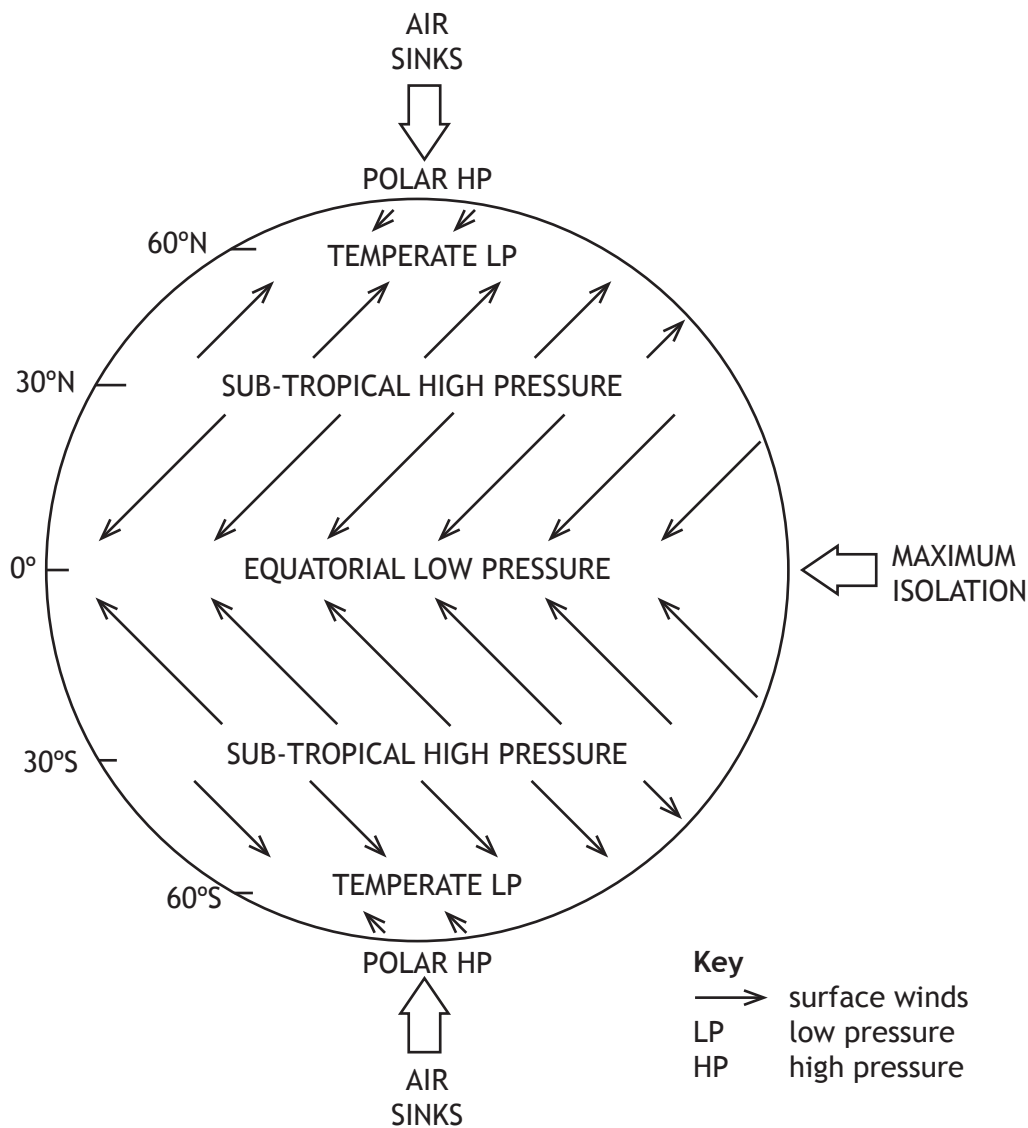 AIR
SINKS
POLAR HP
60ºN
TEMPERATE LP
30ºN
SUB-TROPICAL HIGH PRESSURE
0º
EQUATORIAL LOW PRESSURE
MAXIMUM
ISOLATION
30ºS
SUB-TROPICAL HIGH PRESSURE
TEMPERATE LP
60ºS
POLAR HP
AIR
SINKS
Key
surface winds
LP low pressure
HP high pressure